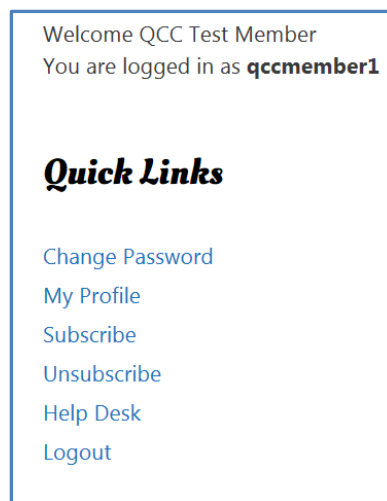 Welcome QCC Test Member
You are logged in as qccmember1
Quick Links
Change Password
My Profile
Subscribe
Unsubscribe
Help Desk
Logout